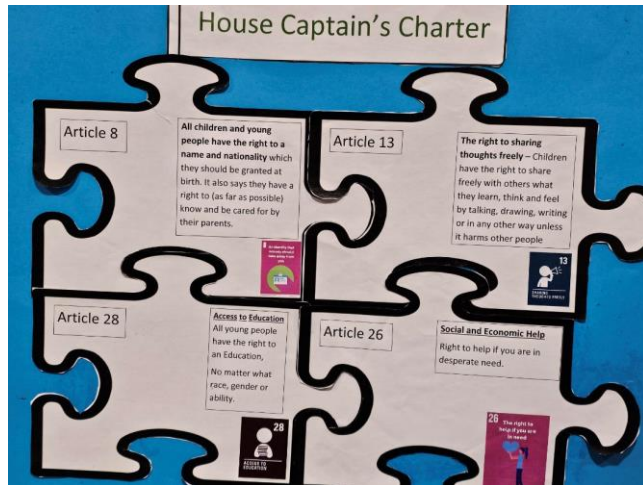 House Captain's Charter
Article 8
All children and young
people have the right to a
name and nationality which
they should be granted at
birth. It also says they have a
right to (as far as possible)
know and be cared for by
their parents.
Article 13
The right to sharing
thoughts freely – Children
have the right to share
freely with others what
they learn, think and feel
by talking, drawing, writing
or in any other way unless
it harms other people
13
SHARING
THOUGHTS FREELY
Article 28
Access to Education
All young people
have the right to
an Education,
No matter what
race, gender or
ability.
28
ACCESS TO
EDUCATION
Article 26
Social and Economic Help
Right to help if you are in
desperate need.
26
The right to
help if you are
in need